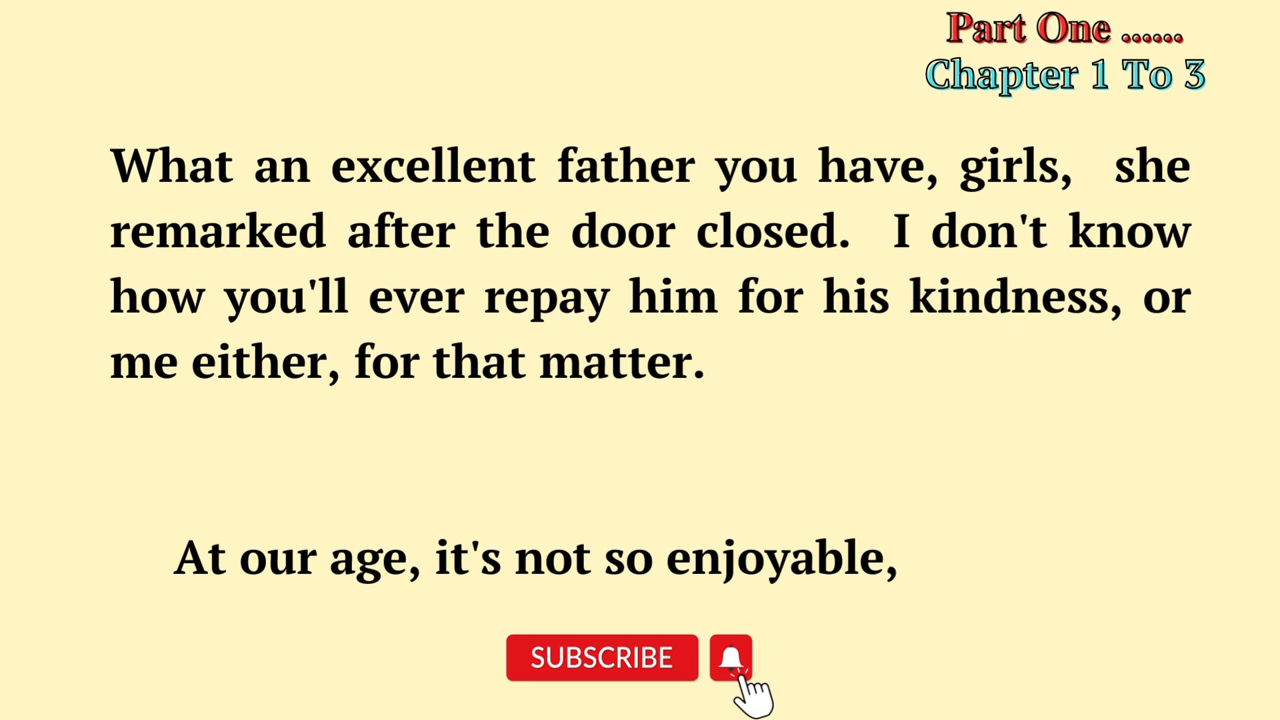 Part One ......
Chapter 1 To 3
What an excellent father you have, girls, she
remarked after the door closed. I don't know
how you'll ever repay him for his kindness, or
me either, for that matter.
At our age, it's not so enjoyable,
SUBSCRIBE